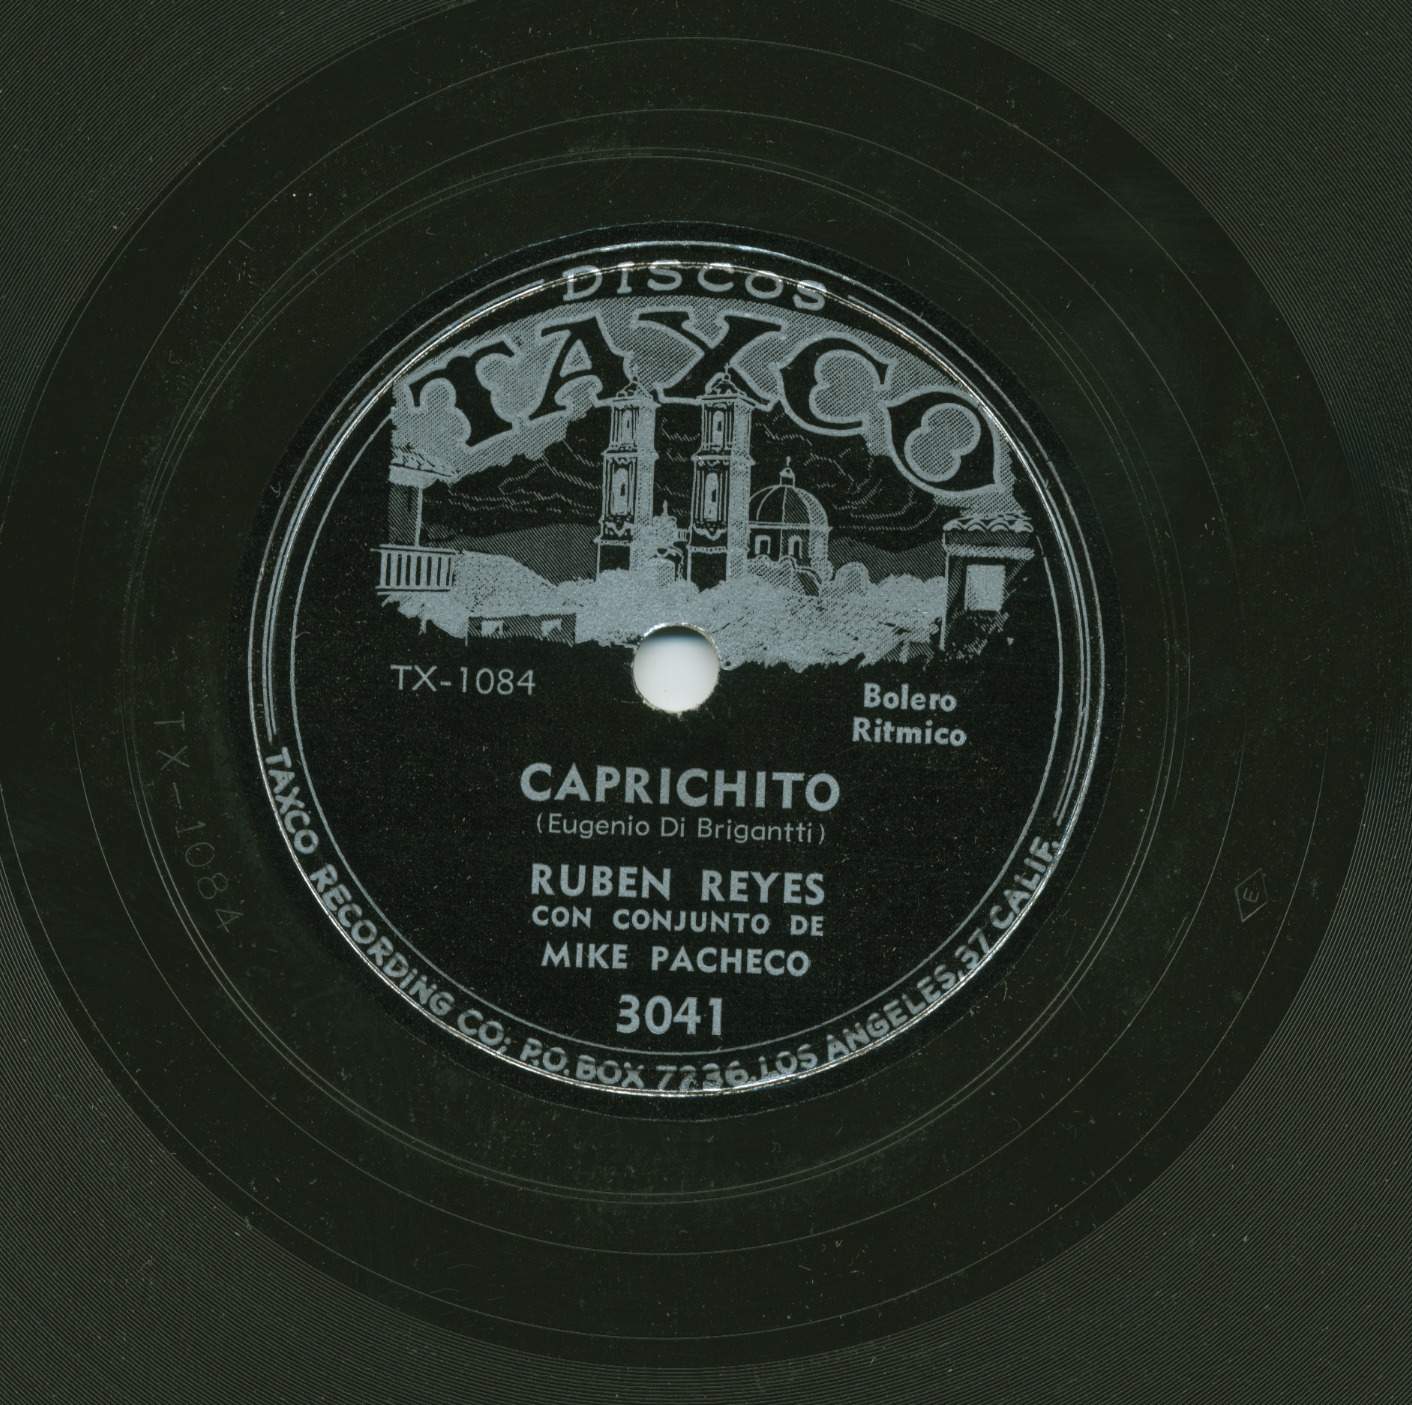 DISCOS
TAXCO
TX-1084
Bolero
Ritmico
CAPRICHITO
(Eugenio Di Brigantti)
RUBEN REYES
CON CONJUNTO DE
MIKE PACHECO
3041
TAXCO RECORDING CO; P.O. BOX 7236, LOS ANGELES, 37 CALIF.
TX-1084
E